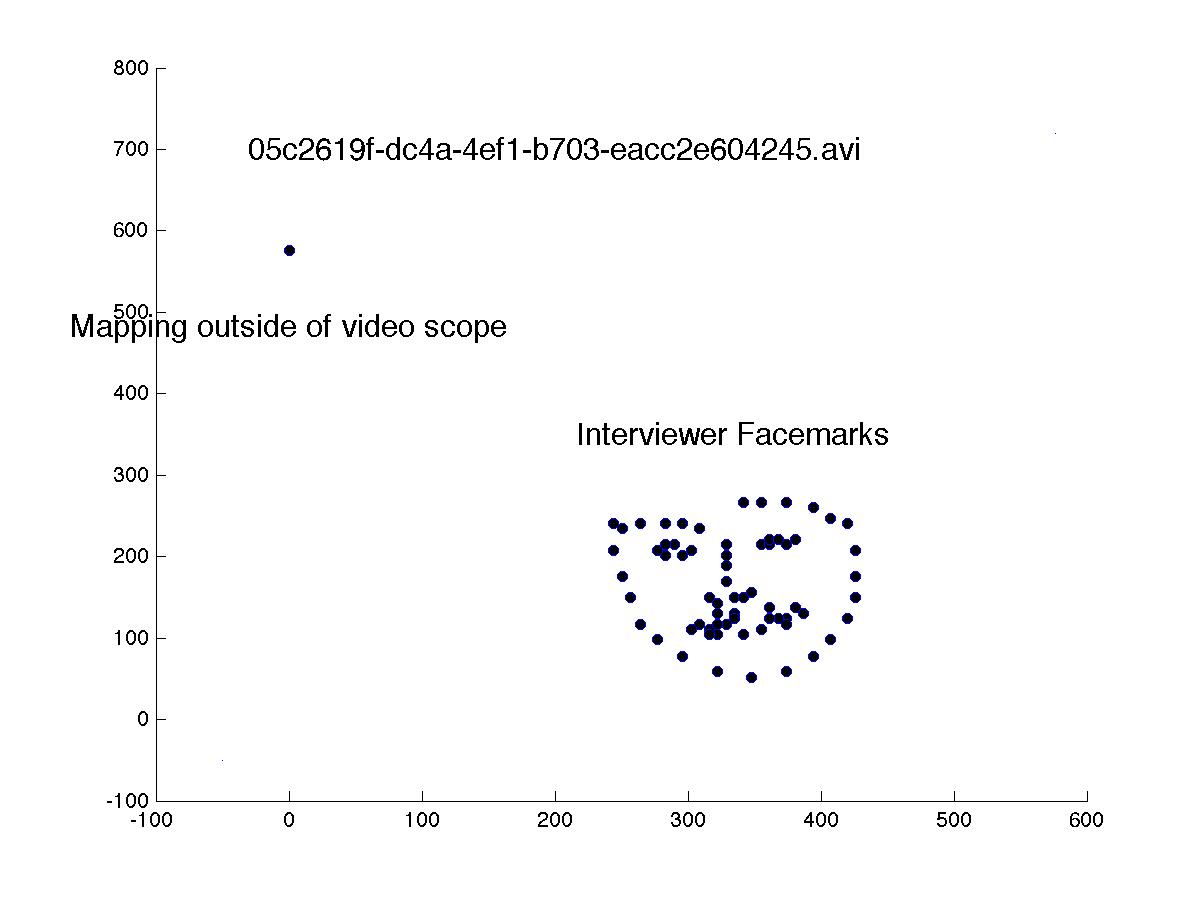 800
700
05c2619f-dc4a-4ef1-b703-eacc2e604245.avi
600
500
Mapping outside of video scope
400
Interviewer Facemarks
300
200
100
0
-100
-100 0 100 200 300 400 500 600